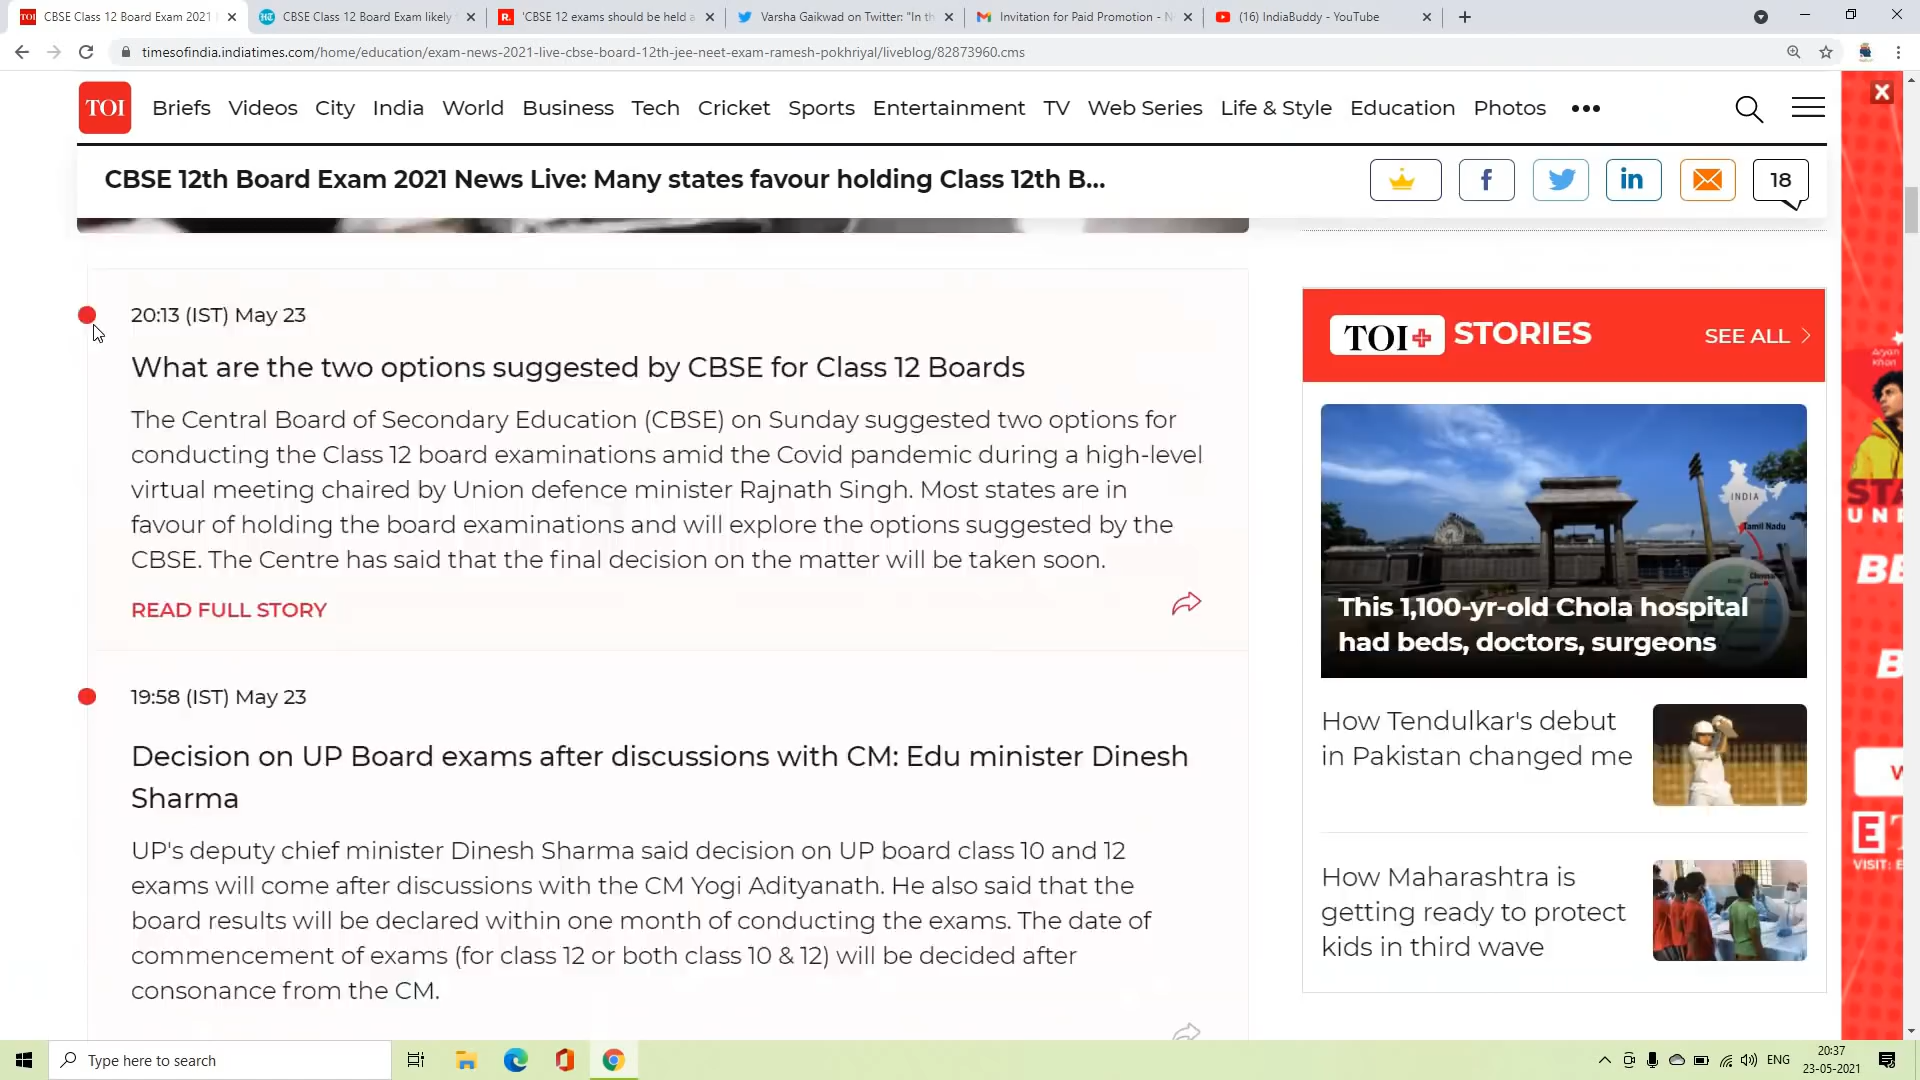 CBSE Class 12 Board Exam 2021
CBSE Class 12 Board Exam likely
'CBSE 12 exams should be held a
Varsha Gaikwad on Twitter: "In th
Invitation for Paid Promotion - N
(16) IndiaBuddy - YouTube
timesofindia.indiatimes.com/home/education/exam-news-2021-live-cbse-board-12th-jee-neet-exam-ramesh-pokhriyal/liveblog/82873960.cms
TOI Briefs Videos City India World Business Tech Cricket Sports Entertainment TV Web Series Life & Style Education Photos
CBSE 12th Board Exam 2021 News Live: Many states favour holding Class 12th B...
18
20:13 (IST) May 23
What are the two options suggested by CBSE for Class 12 Boards
The Central Board of Secondary Education (CBSE) on Sunday suggested two options for
conducting the Class 12 board examinations amid the Covid pandemic during a high-level
virtual meeting chaired by Union defence minister Rajnath Singh. Most states are in
favour of holding the board examinations and will explore the options suggested by the
CBSE. The Centre has said that the final decision on the matter will be taken soon.
READ FULL STORY
19:58 (IST) May 23
Decision on UP Board exams after discussions with CM: Edu minister Dinesh
Sharma
UP's deputy chief minister Dinesh Sharma said decision on UP board class 10 and 12
exams will come after discussions with the CM Yogi Adityanath. He also said that the
board results will be declared within one month of conducting the exams. The date of
commencement of exams (for class 12 or both class 10 & 12) will be decided after
consonance from the CM.
TOI+ STORIES
SEE ALL
INDIA
Tamil Nadu
Chennai
This 1,100-yr-old Chola hospital
had beds, doctors, surgeons
How Tendulkar's debut
in Pakistan changed me
How Maharashtra is
getting ready to protect
kids in third wave
Aryan
Khan
BE
B
W
VISIT: E
Type here to search
ENG
20:37
23-05-2021